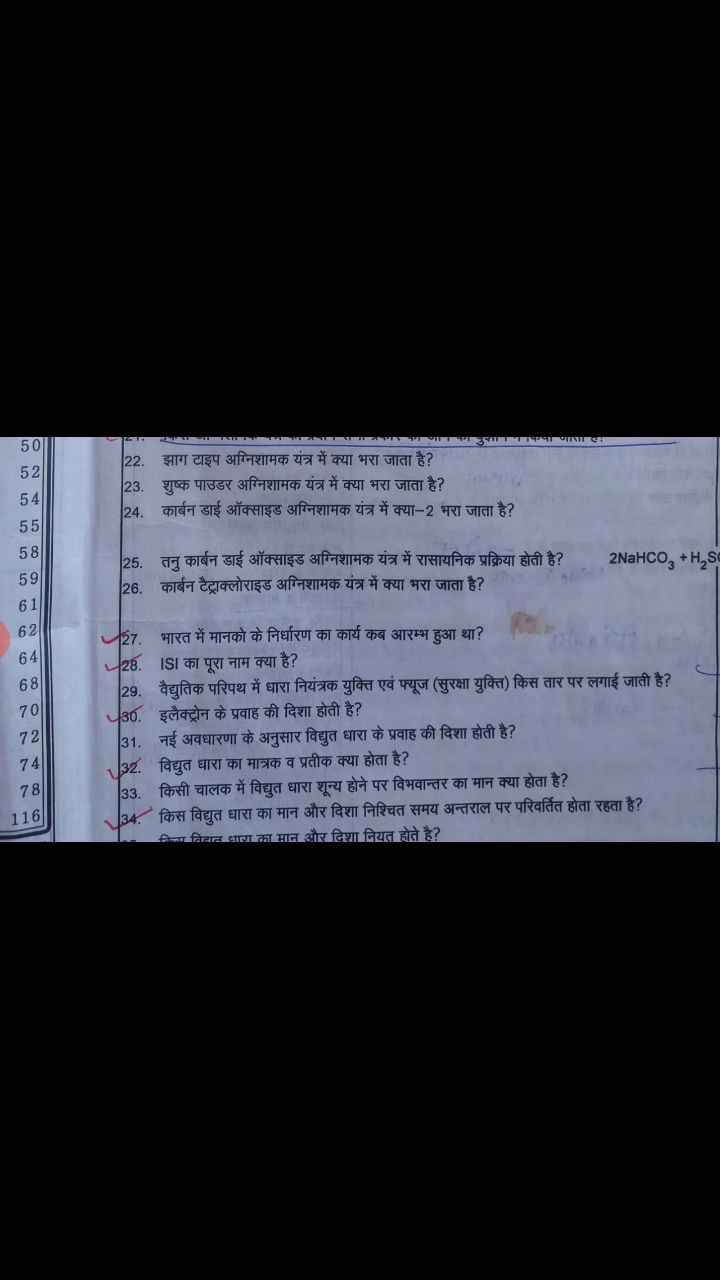 50
52
54
55
58
59
61
62
64
68
70
72
74
78
116
22. झाग टाइप अग्निशामक यंत्र में क्या भरा जाता है?
23. शुष्क पाउडर अग्निशामक यंत्र में क्या भरा जाता है?
24. कार्बन डाई ऑक्साइड अग्निशामक यंत्र में क्या-2 भरा जाता है?
25. तनु कार्बन डाई ऑक्साइड अग्निशामक यंत्र में रासायनिक प्रक्रिया होती है? 2NaHCO₃ + H₂S
26. कार्बन टैट्राक्लोराइड अग्निशामक यंत्र में क्या भरा जाता है?
27. भारत में मानको के निर्धारण का कार्य कब आरम्भ हुआ था?
28. ISI का पूरा नाम क्या है?
29. वैद्युतिक परिपथ में धारा नियंत्रक युक्ति एवं फ्यूज (सुरक्षा युक्ति) किस तार पर लगाई जाती है?
30. इलैक्ट्रोन के प्रवाह की दिशा होती है?
31. नई अवधारणा के अनुसार विद्युत धारा के प्रवाह की दिशा होती है?
32. विद्युत धारा का मात्रक व प्रतीक क्या होता है?
33. किसी चालक में विद्युत धारा शून्य होने पर विभवान्तर का मान क्या होता है?
34. किस विद्युत धारा का मान और दिशा निश्चित समय अन्तराल पर परिवर्तित होता रहता है?
किस विद्युत धारा का मान और दिशा नियत होते है?